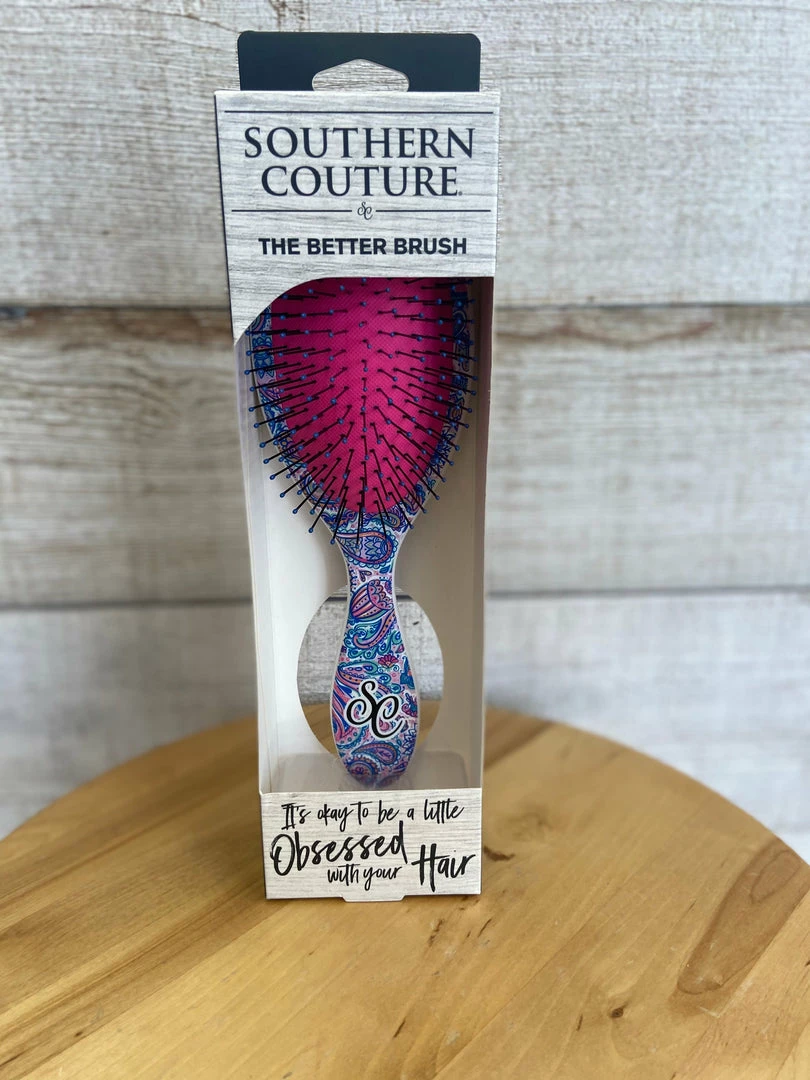 SOUTHERN
COUTURE®
SC
THE BETTER BRUSH
SC
It's okay to be a little
Obsessed
with your Hair